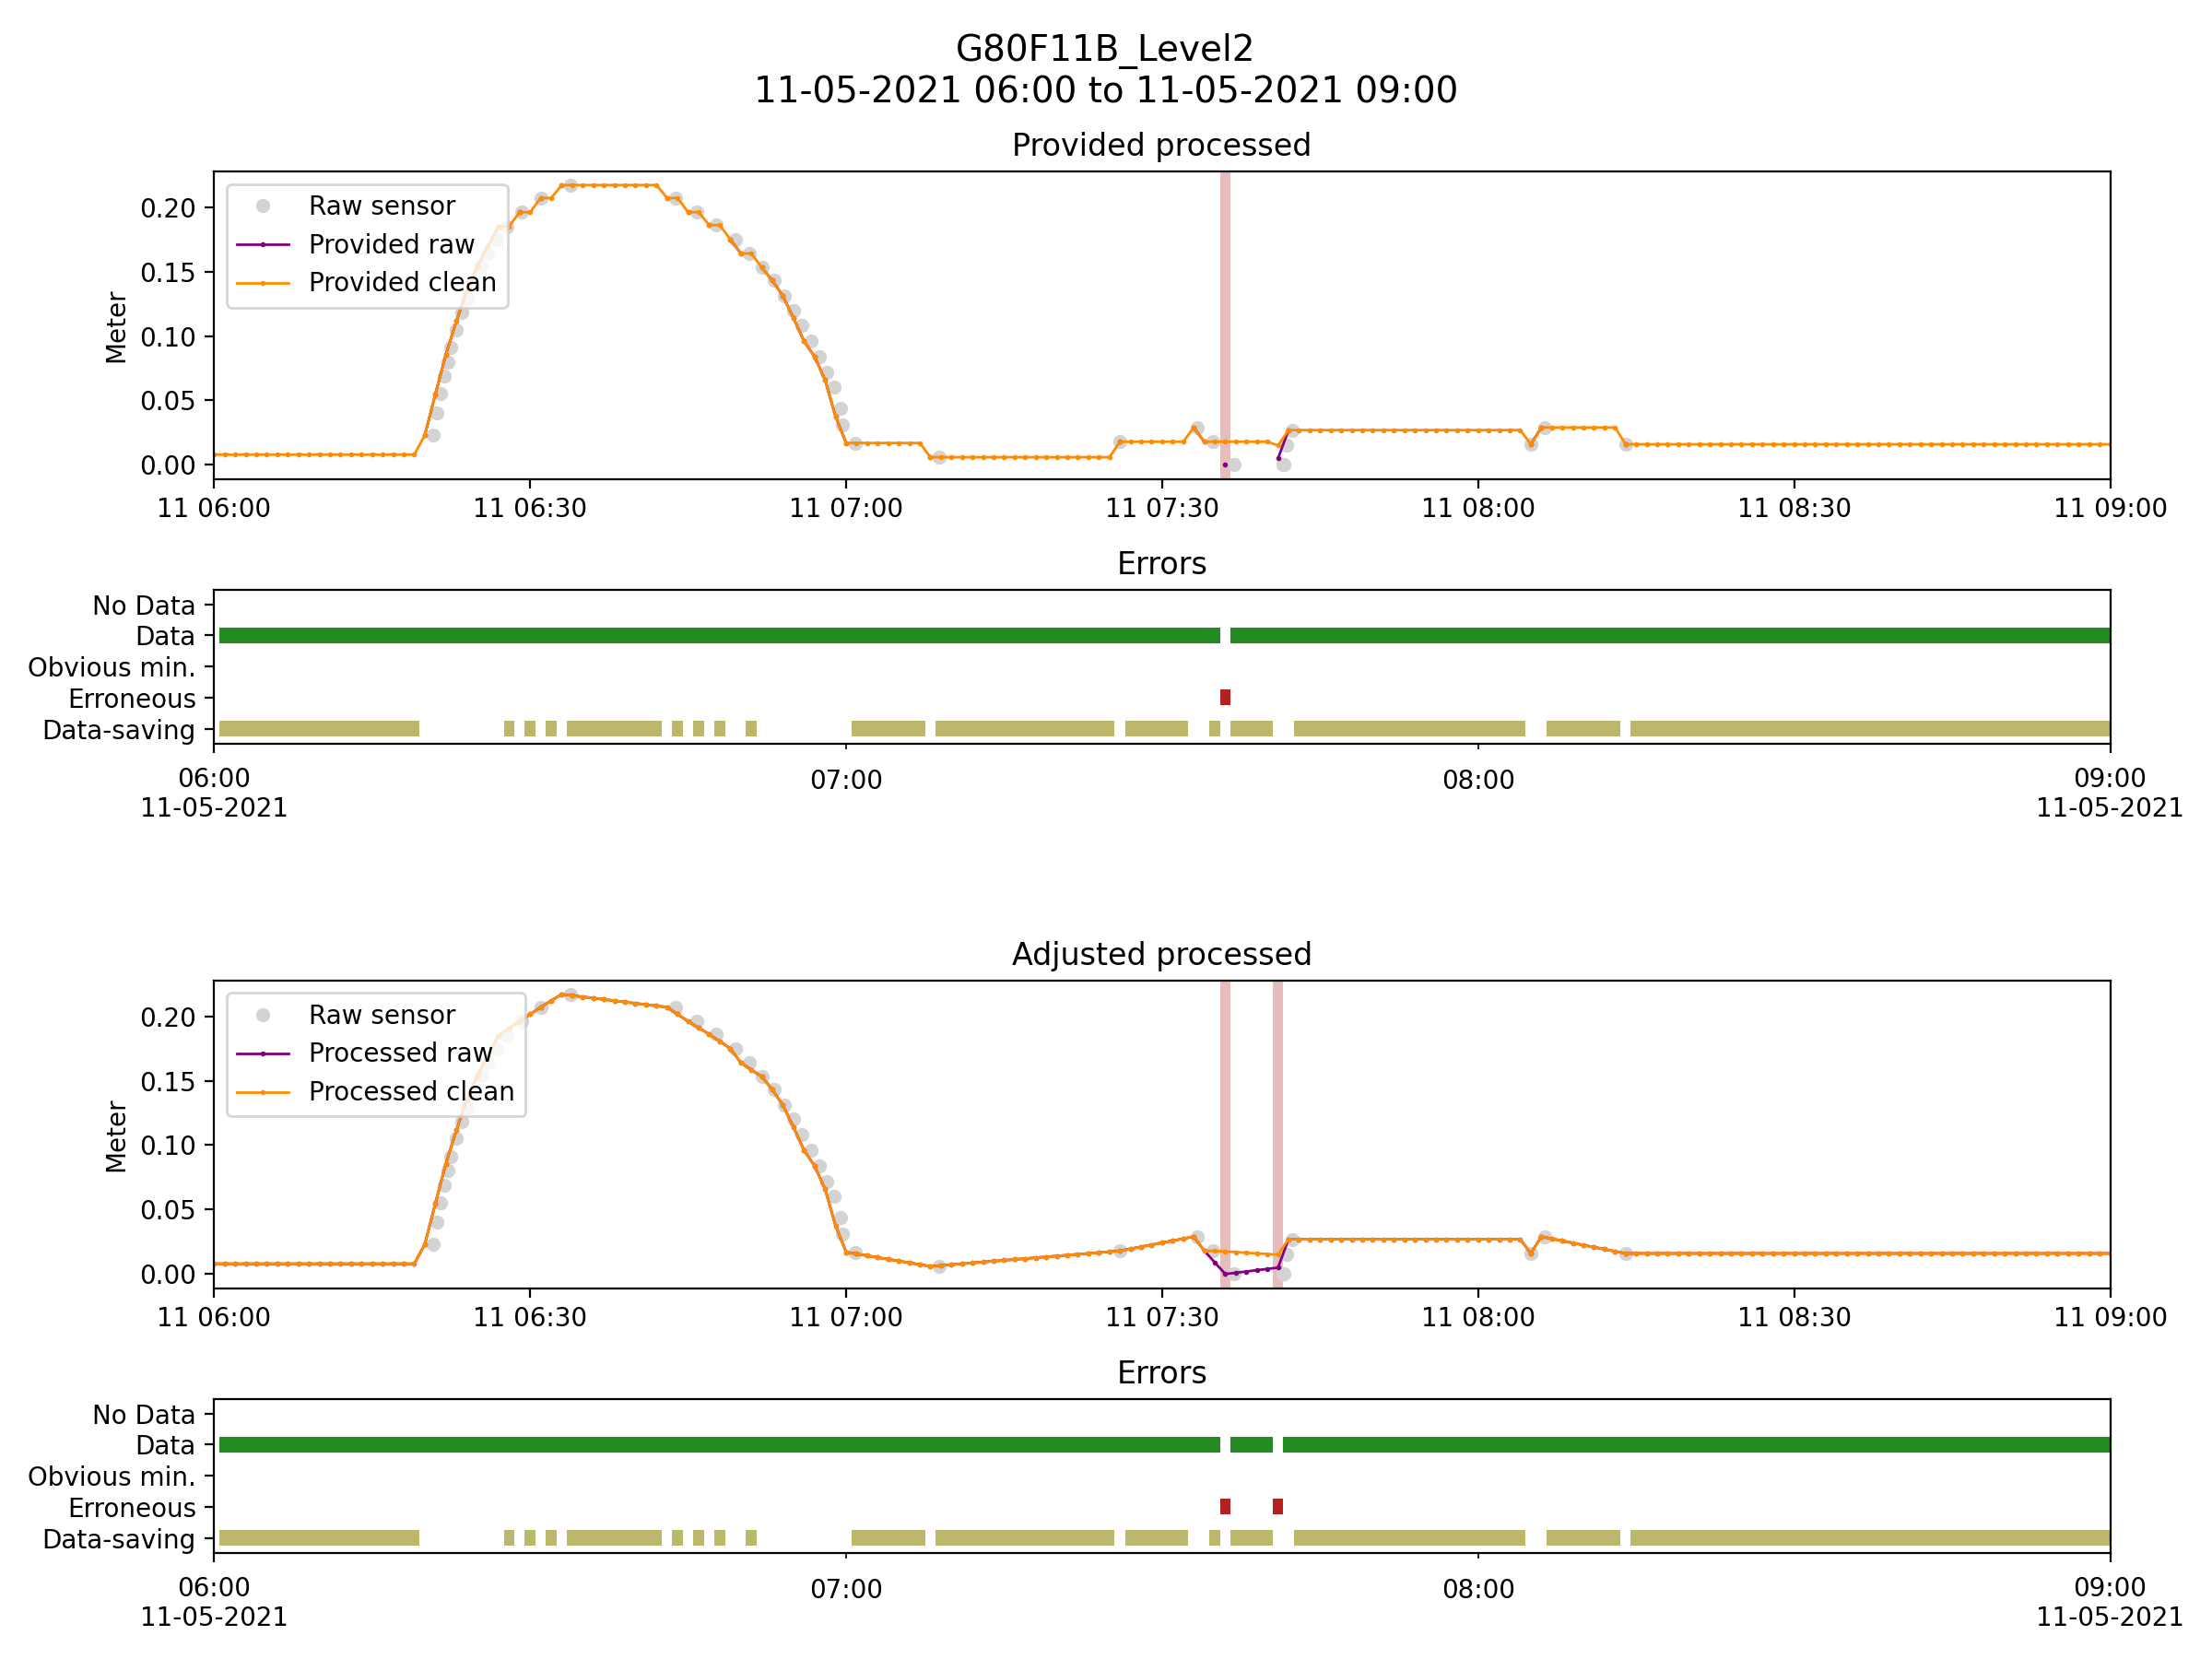 G80F11B_Level2
11-05-2021 06:00 to 11-05-2021 09:00
Provided processed
Meter
0.20
0.15
0.10
0.05
0.00
Raw sensor
Provided raw
Provided clean
11 06:00 11 06:30 11 07:00 11 07:30 11 08:00 11 08:30 11 09:00
Errors
No Data
Data
Obvious min.
Erroneous
Data-saving
06:00 07:00 08:00 09:00
11-05-2021 11-05-2021
Adjusted processed
Meter
0.20
0.15
0.10
0.05
0.00
Raw sensor
Processed raw
Processed clean
11 06:00 11 06:30 11 07:00 11 07:30 11 08:00 11 08:30 11 09:00
Errors
No Data
Data
Obvious min.
Erroneous
Data-saving
06:00 07:00 08:00 09:00
11-05-2021 11-05-2021